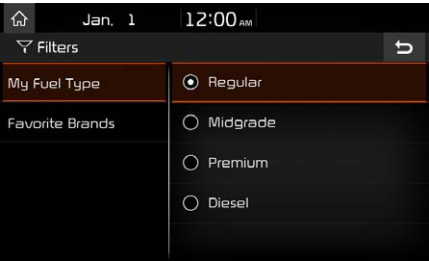 Jan. 1 12:00 AM
Filters
My Fuel Type
Favorite Brands
Regular
Midgrade
Premium
Diesel